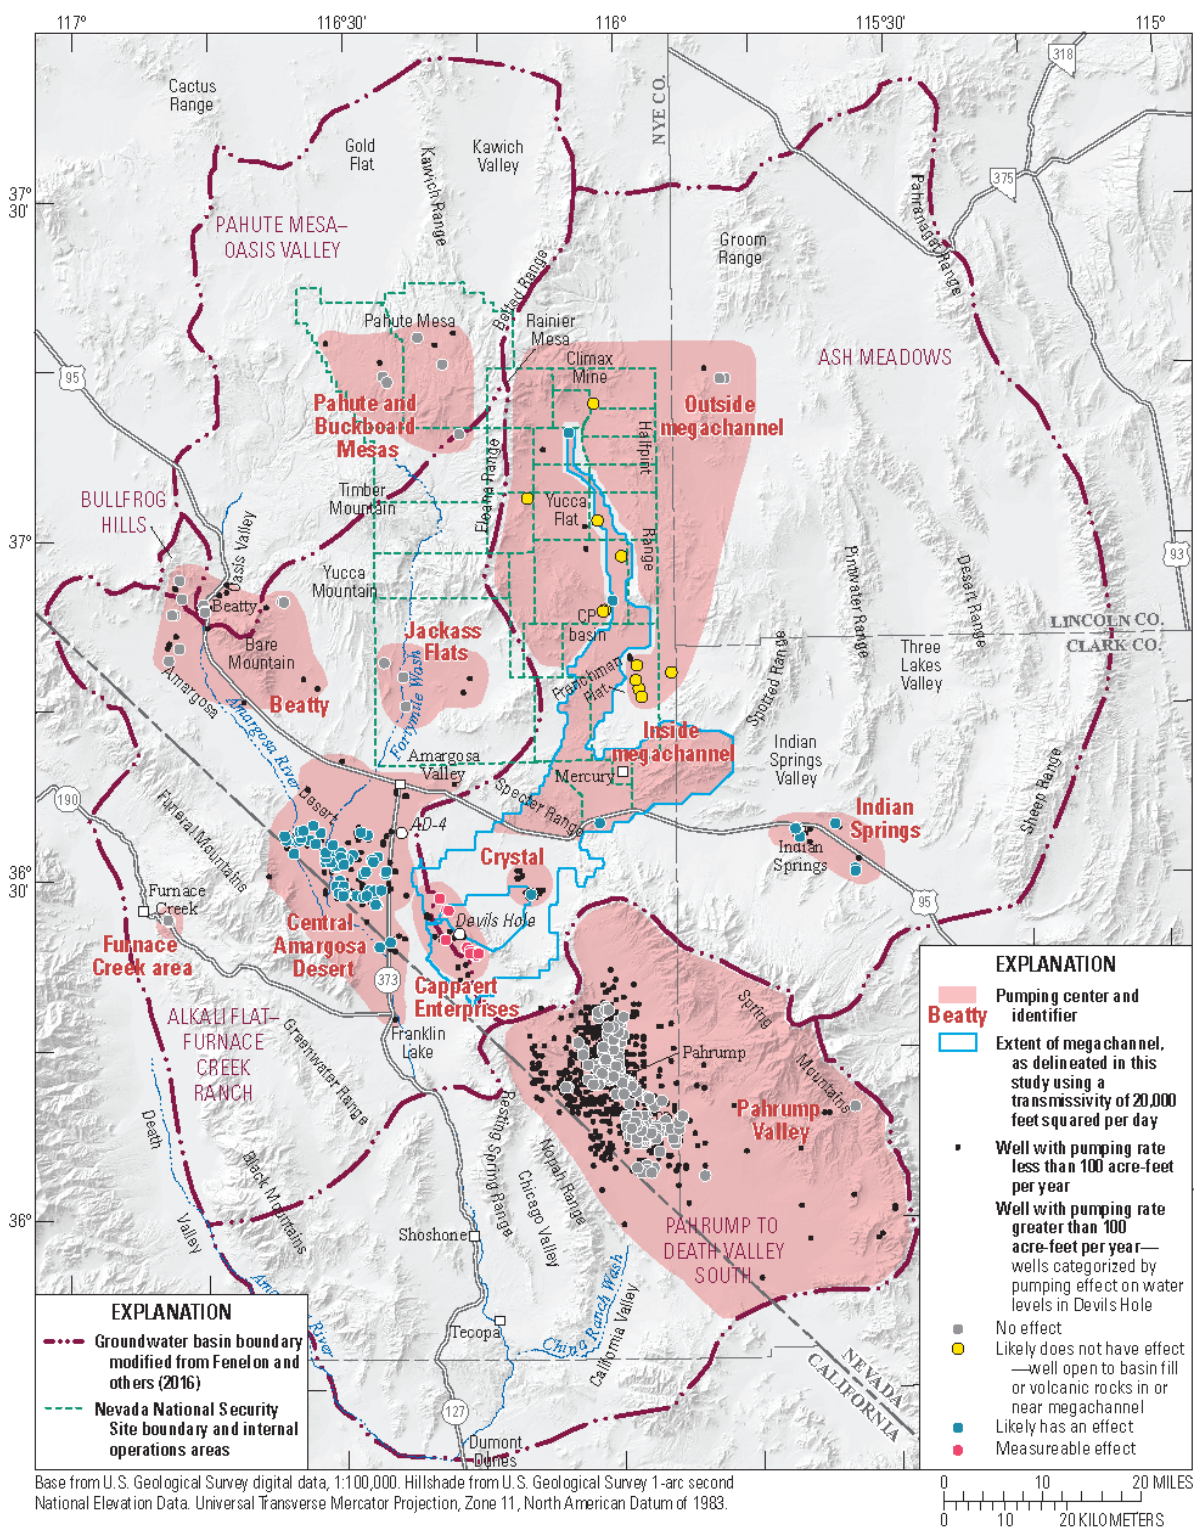 117°
116°30'
116°
115°30'
115°
318
Cactus
Range
NYE CO.
Gold
Flat
Kawich
Valley
Kawich Range
375
37°
30'
Pahranagat Range
PAHUTE MESA–
OASIS VALLEY
Groom
Range
Belted Range
Pahute Mesa
Rainier
Mesa
Climax
Mine
ASH MEADOWS
95
Pahute and
Buckboard
Mesas
Outside
megachannel
Halfpint
Range
Eleana Range
Timber
Mountain
Yucca
Flat
BULLFROG
HILLS
Oasis Valley
37°
93
Pintwater Range
Desert Range
Yucca
Mountain
Beatty
CP
basin
LINCOLN CO.
CLARK CO.
Jackass
Flats
Bare
Mountain
Three
Lakes
Valley
Frenchman
Flat
Spotted Range
Fortymile Wash
Beatty
Amargosa
Desert
Amargosa River
Inside
megachannel
Indian
Springs
Valley
Amargosa
Valley
Mercury
Sheep Range
190
Specter Range
Funeral Mountains
AD-4
Indian
Springs
Indian
Springs
Crystal
36°
30'
95
Furnace
Creek
Devils Hole
Central
Amargosa
Desert
Furnace
Creek area
373
Cappaert
Enterprises
Spring
Mountains
ALKALI FLAT–
FURNACE
CREEK
RANCH
Greenwater Range
Franklin
Lake
Pahrump
Pahrump
Valley
Death
Valley
Resting Spring Range
Nopah Range
Black Mountains
Chicago Valley
36°
PAHRUMP TO
DEATH VALLEY
SOUTH
Shoshone
China Ranch Wash
California Valley
Tecopa
River
NEVADA
CALIFORNIA
127
Dumont
Dunes
EXPLANATION
Groundwater basin boundary
modified from Fenelon and
others (2016)
Nevada National Security
Site boundary and internal
operations areas
EXPLANATION
Beatty
Pumping center and
identifier
Extent of megachannel,
as delineated in this
study using a
transmissivity of 20,000
feet squared per day
Well with pumping rate
less than 100 acre-feet
per year
Well with pumping rate
greater than 100
acre-feet per year—
wells categorized by
pumping effect on water
levels in Devils Hole
No effect
Likely does not have effect
—well open to basin fill
or volcanic rocks in or
near megachannel
Likely has an effect
Measureable effect
Base from U.S. Geological Survey digital data, 1:100,000. Hillshade from U.S. Geological Survey 1-arc second
National Elevation Data. Universal Transverse Mercator Projection, Zone 11, North American Datum of 1983.
0 10 20 MILES
0 10 20 KILOMETERS